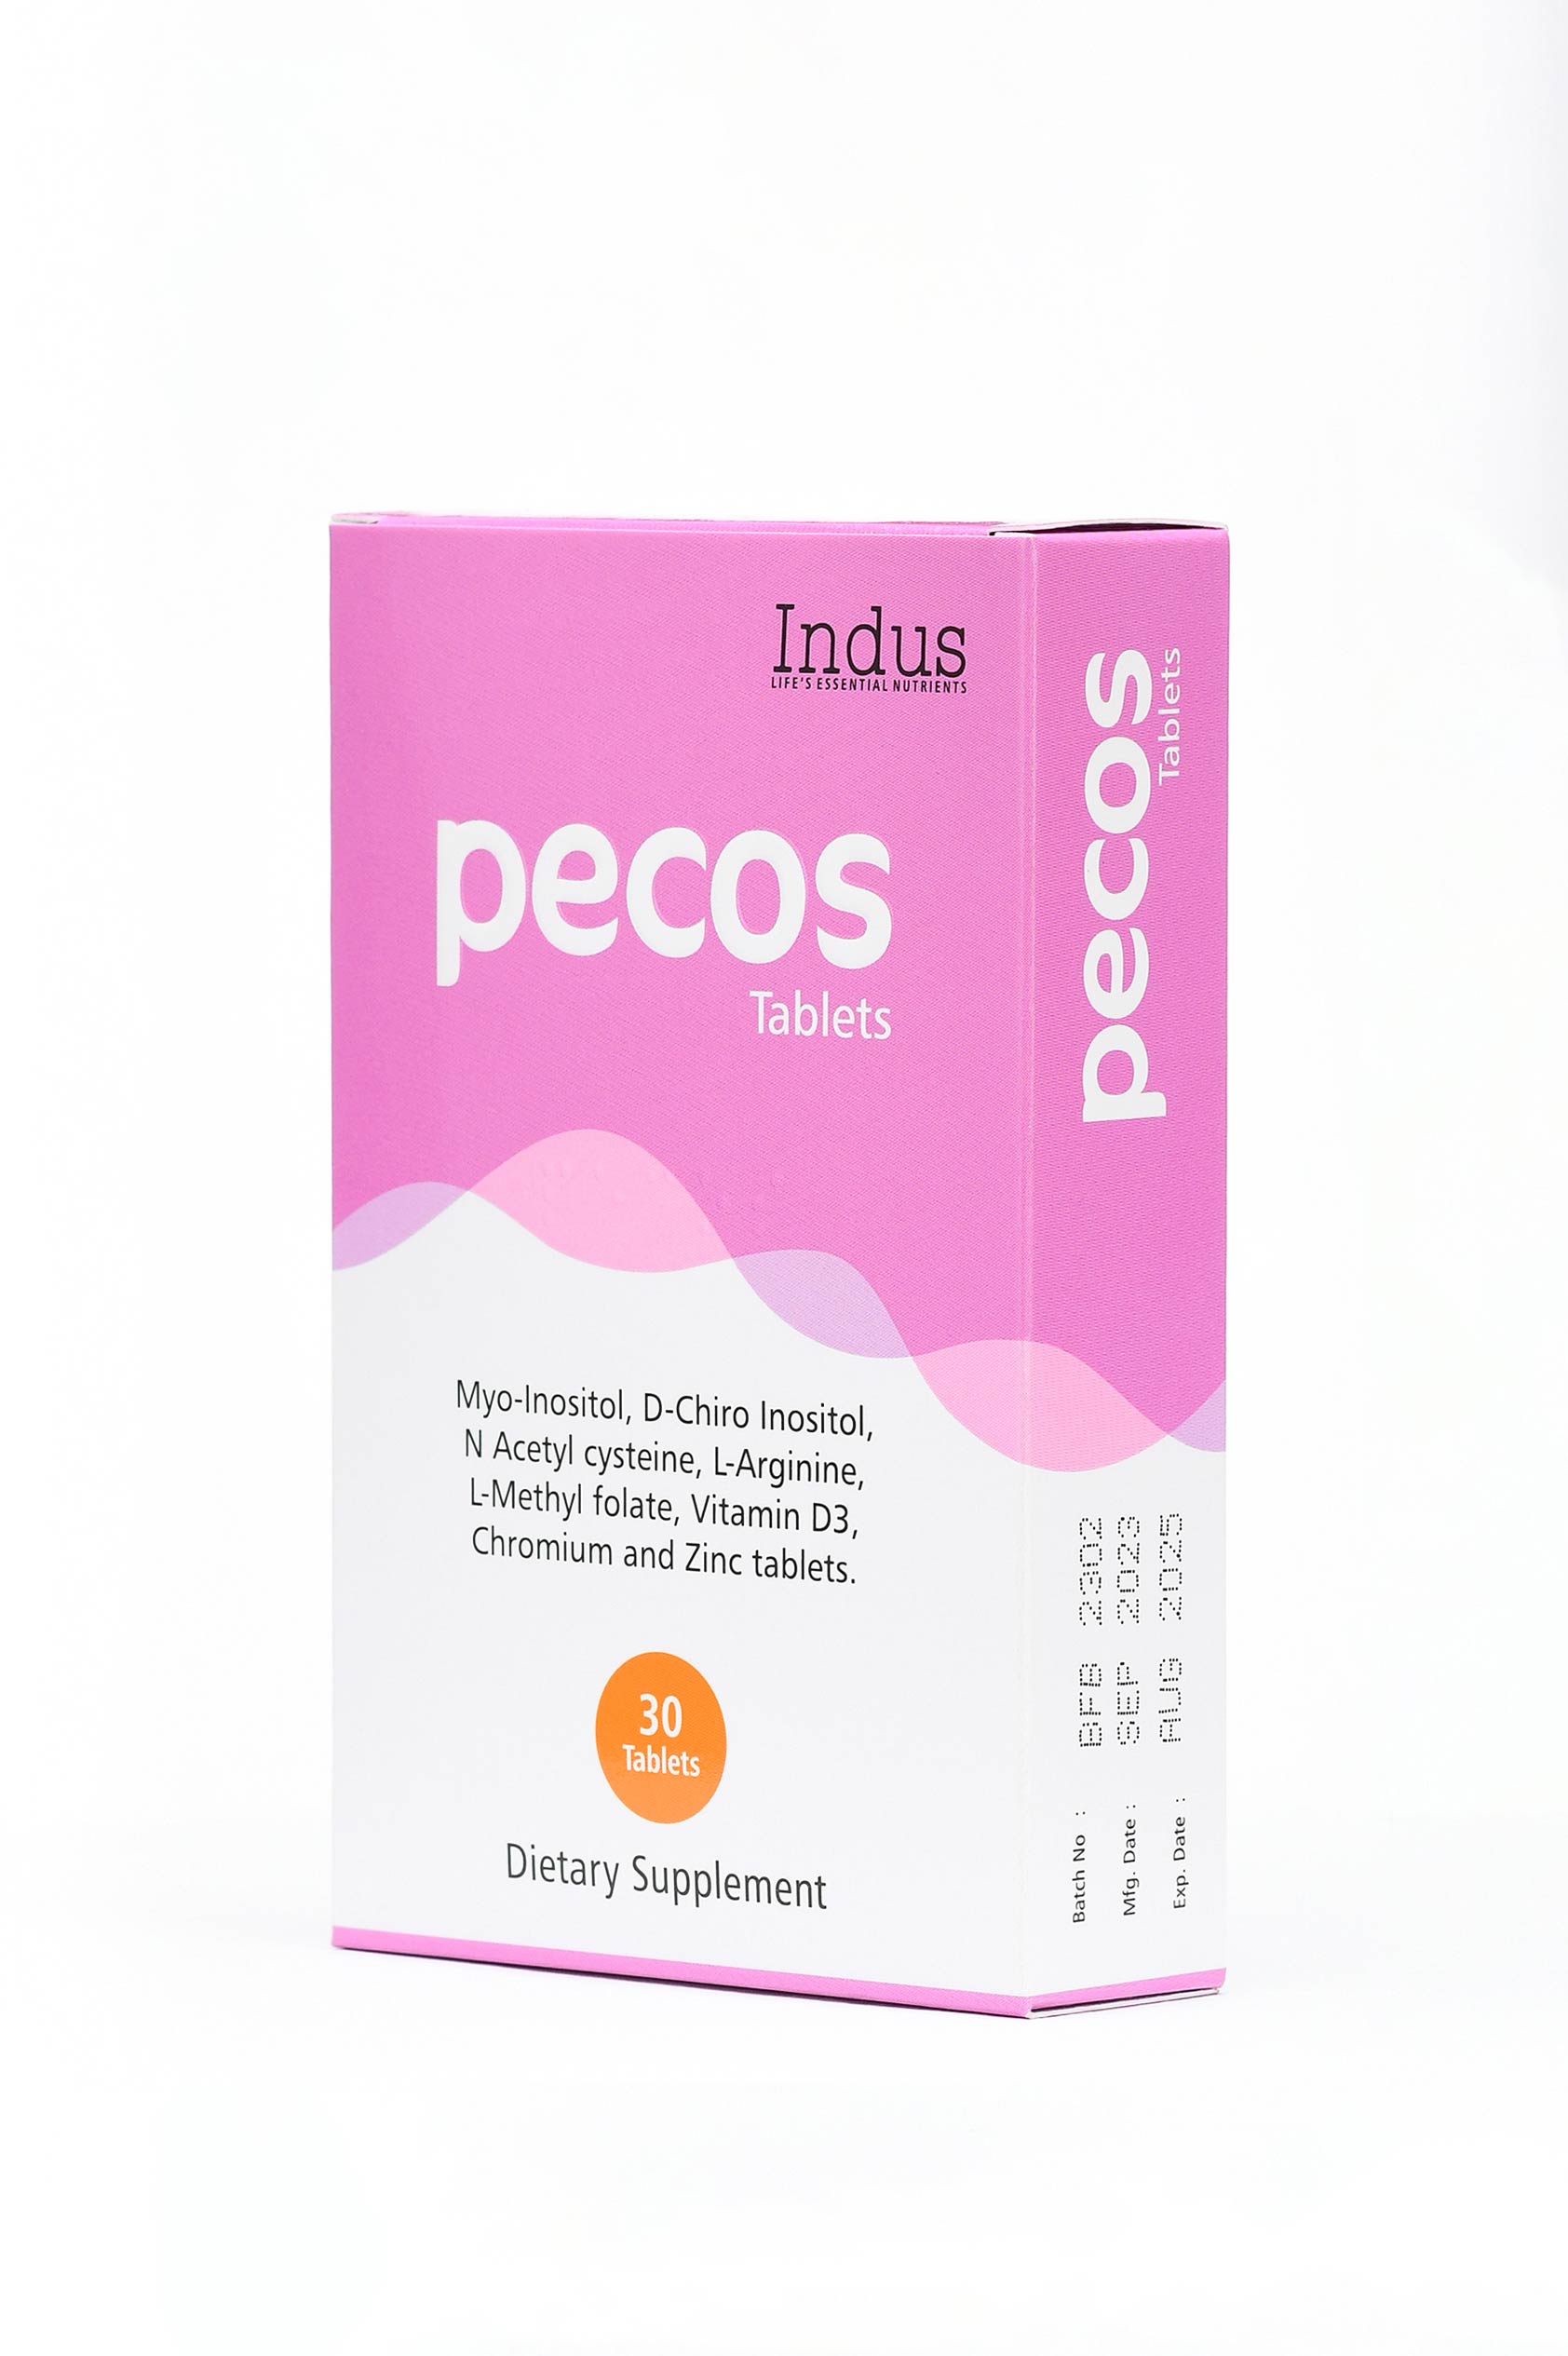 Indus
LIFE'S ESSENTIAL NUTRIENTS
pecos
Tablets
Myo-Inositol, D-Chiro Inositol,
N Acetyl cysteine, L-Arginine,
L-Methyl folate, Vitamin D3,
Chromium and Zinc tablets.
30
Tablets
Dietary Supplement
pecos
Tablets
Batch No : BFB 2302
Mfg. Date : SEP 2023
Exp. Date : AUG 2025